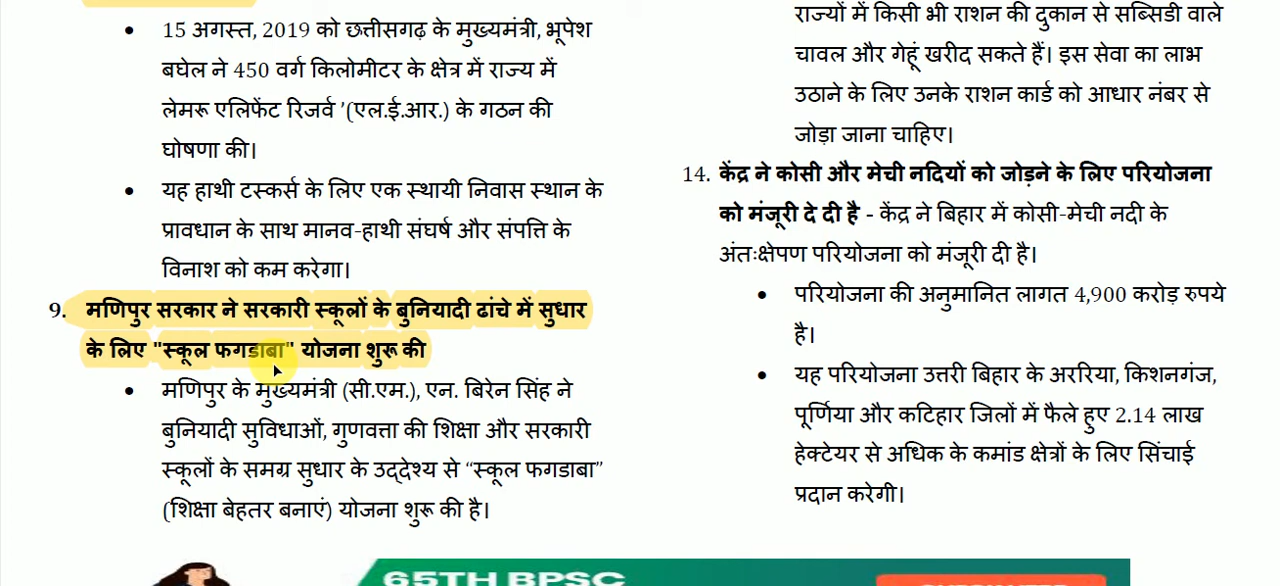 15 अगस्त, 2019 को छत्तीसगढ़ के मुख्यमंत्री, भूपेश
बघेल ने 450 वर्ग किलोमीटर के क्षेत्र में राज्य में
लेमरू एलिफेंट रिजर्व '(एल.ई.आर.) के गठन की
घोषणा की।
यह हाथी टस्कर्स के लिए एक स्थायी निवास स्थान के
प्रावधान के साथ मानव-हाथी संघर्ष और संपत्ति के
विनाश को कम करेगा।
9. मणिपुर सरकार ने सरकारी स्कूलों के बुनियादी ढांचे में सुधार
के लिए "स्कूल फगडाबा" योजना शुरू की
मणिपुर के मुख्यमंत्री (सी.एम.), एन. बिरेन सिंह ने
बुनियादी सुविधाओं, गुणवत्ता की शिक्षा और सरकारी
स्कूलों के समग्र सुधार के उद्देश्य से “स्कूल फगडाबा”
(शिक्षा बेहतर बनाएं) योजना शुरू की है।
राज्यों में किसी भी राशन की दुकान से सब्सिडी वाले
चावल और गेहूं खरीद सकते हैं। इस सेवा का लाभ
उठाने के लिए उनके राशन कार्ड को आधार नंबर से
जोड़ा जाना चाहिए।
14. केंद्र ने कोसी और मेची नदियों को जोड़ने के लिए परियोजना
को मंजूरी दे दी है - केंद्र ने बिहार में कोसी-मेची नदी के
अंतःक्षेपण परियोजना को मंजूरी दी है।
परियोजना की अनुमानित लागत 4,900 करोड़ रुपये
है।
यह परियोजना उत्तरी बिहार के अररिया, किशनगंज,
पूर्णिया और कटिहार जिलों में फैले हुए 2.14 लाख
हेक्टेयर से अधिक के कमांड क्षेत्रों के लिए सिंचाई
प्रदान करेगी।
65TH BPSC